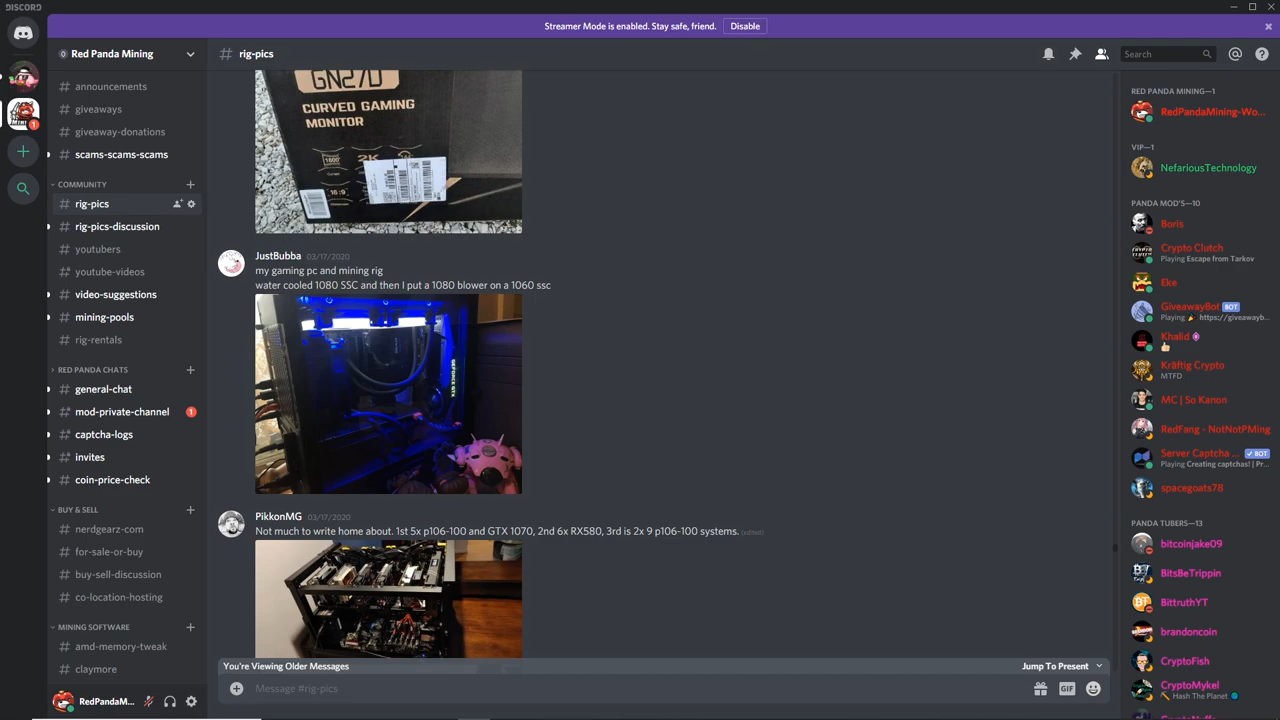 DISCORD
Streamer Mode is enabled. Stay safe, friend.
Disable
Red Panda Mining
announcements
giveaways
giveaway-donations
scams-scams-scams
COMMUNITY
rig-pics
rig-pics-discussion
youtubers
youtube-videos
video-suggestions
mining-pools
rig-rentals
RED PANDA CHATS
general-chat
mod-private-channel 1
captcha-logs
invites
coin-price-check
BUY & SELL
nerdgearz-com
for-sale-or-buy
buy-sell-discussion
co-location-hosting
MINING SOFTWARE
amd-memory-tweak
claymore
RedPandaM...
# rig-pics
Search
GN27D
CURVED GAMING
MONITOR
1800
2K
16:9
JustBubba 03/17/2020
my gaming pc and mining rig
water cooled 1080 SSC and then I put a 1080 blower on a 1060 ssc
GEFORCE GTX
PikkonMG 03/17/2020
Not much to write home about. 1st 5x p106-100 and GTX 1070, 2nd 6x RX580, 3rd is 2x 9 p106-100 systems. (edited)
You're Viewing Older Messages
Jump To Present
Message #rig-pics
GIF
RED PANDA MINING—1
RedPandaMining-Wo...
VIP—1
NefariousTechnology
PANDA MOD'S—10
Boris
Crypto Clutch
Playing Escape from Tarkov
Eke
GiveawayBot BOT
Playing https://giveawayb...
Khalid
Kräftig Crypto
MTFD
MC | So Kanon
RedFang - NotNotPMing
Server Captcha ... BOT
Playing Creating captchas! | Pr...
spacegoats78
PANDA TUBERS—13
bitcoinjake09
BitsBeTrippin
BittruthYT
brandoncoin
CryptoFish
CryptoMykel
Hash The Planet